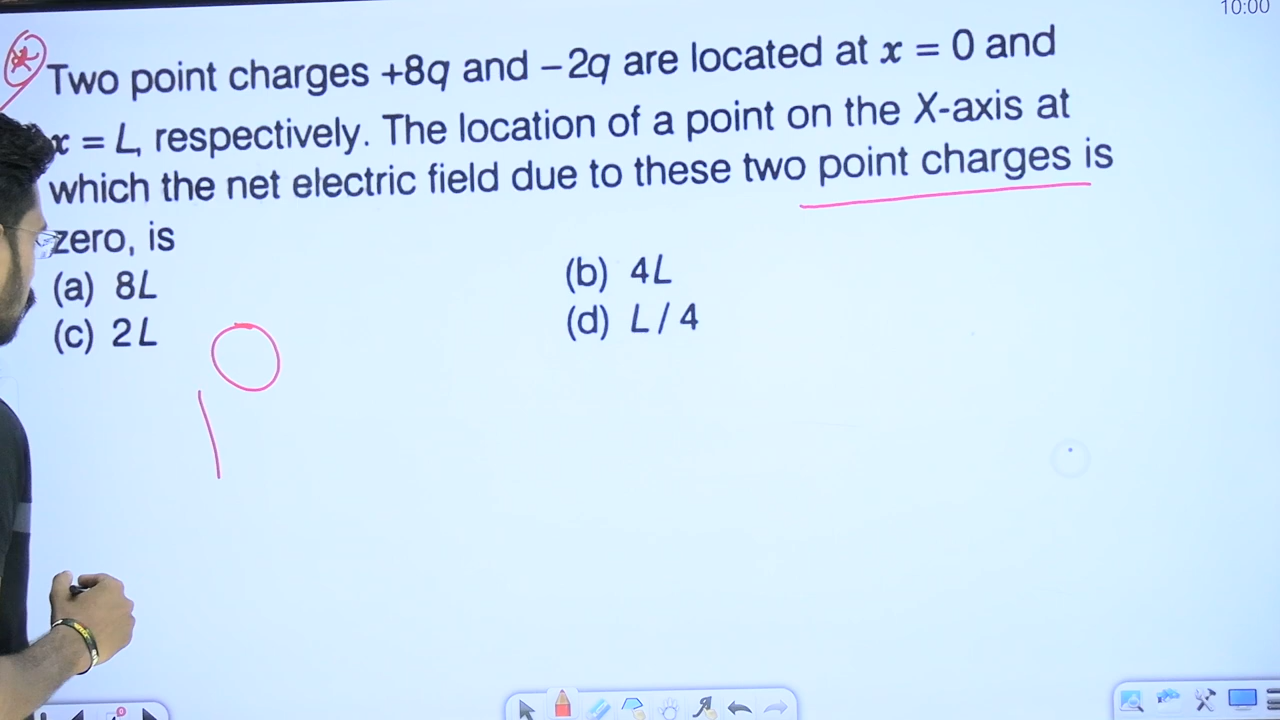 10:00
Two point charges +8q and −2q are located at x = 0 and
x = L, respectively. The location of a point on the X-axis at
which the net electric field due to these two point charges is
zero, is
(a) 8L (b) 4L
(c) 2L (d) L/4
0